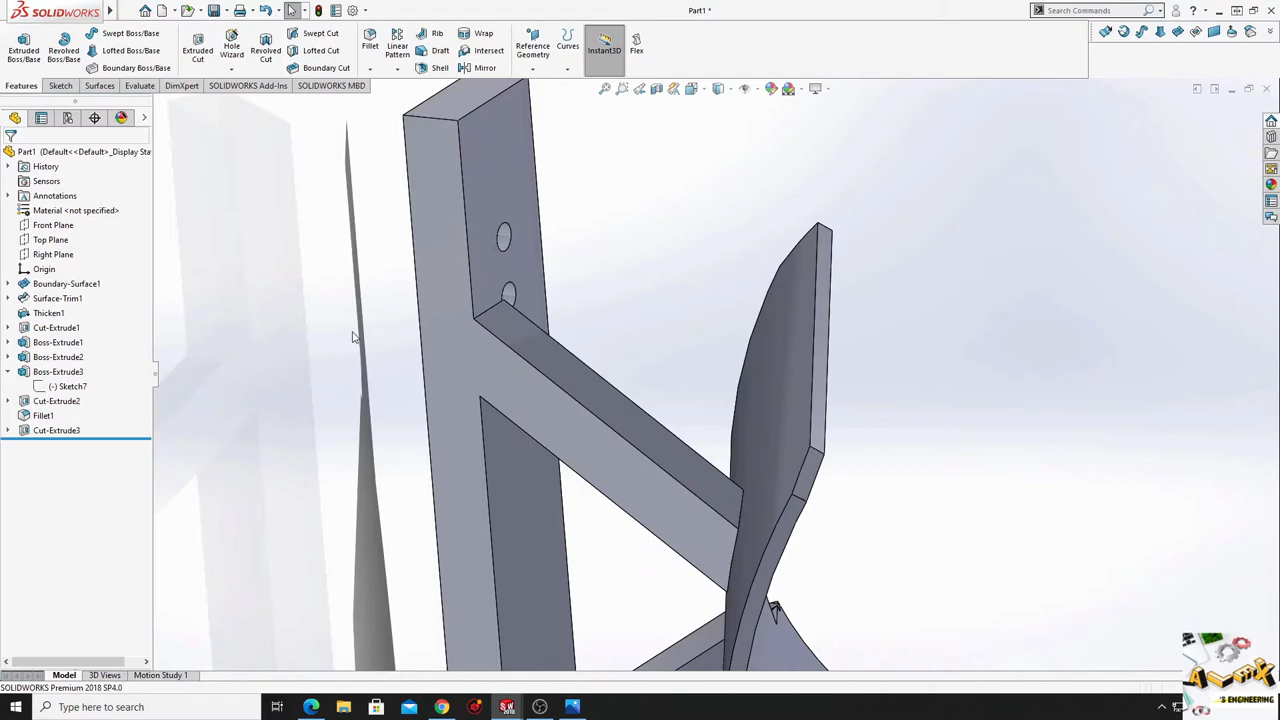 SOLIDWORKS
Part1 *
Search Commands
Extruded Boss/Base
Revolved Boss/Base
Swept Boss/Base
Lofted Boss/Base
Boundary Boss/Base
Extruded Cut
Hole Wizard
Revolved Cut
Swept Cut
Lofted Cut
Boundary Cut
Fillet
Linear Pattern
Rib
Draft
Shell
Wrap
Intersect
Mirror
Reference Geometry
Curves
Instant3D
Flex
Features
Sketch
Surfaces
Evaluate
DimXpert
SOLIDWORKS Add-Ins
SOLIDWORKS MBD
Part1 (Default<<Default>_Display Sta
History
Sensors
Annotations
Material <not specified>
Front Plane
Top Plane
Right Plane
Origin
Boundary-Surface1
Surface-Trim1
Thicken1
Cut-Extrude1
Boss-Extrude1
Boss-Extrude2
Boss-Extrude3
(-) Sketch7
Cut-Extrude2
Fillet1
Cut-Extrude3
Model
3D Views
Motion Study 1
SOLIDWORKS Premium 2018 SP4.0
Type here to search
'S ENGINEERING